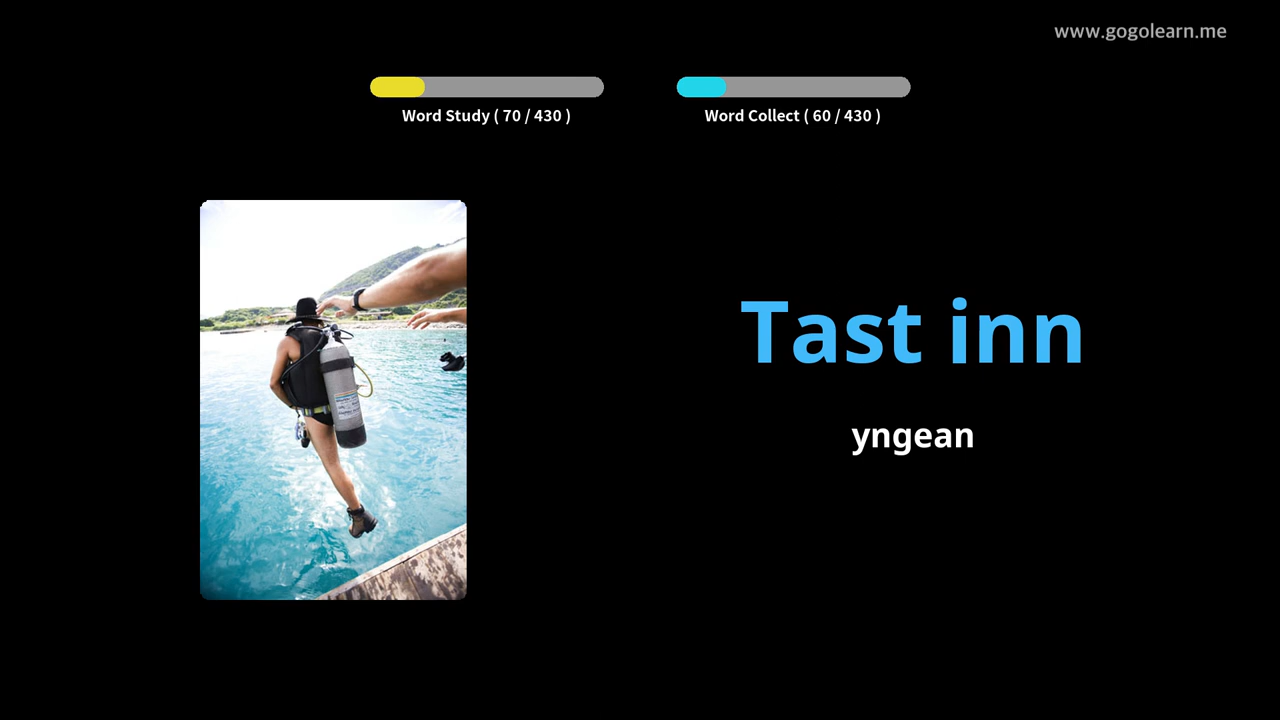 www.gogolearn.me
Word Study ( 70 / 430 )
Word Collect ( 60 / 430 )
Tast inn
yngean